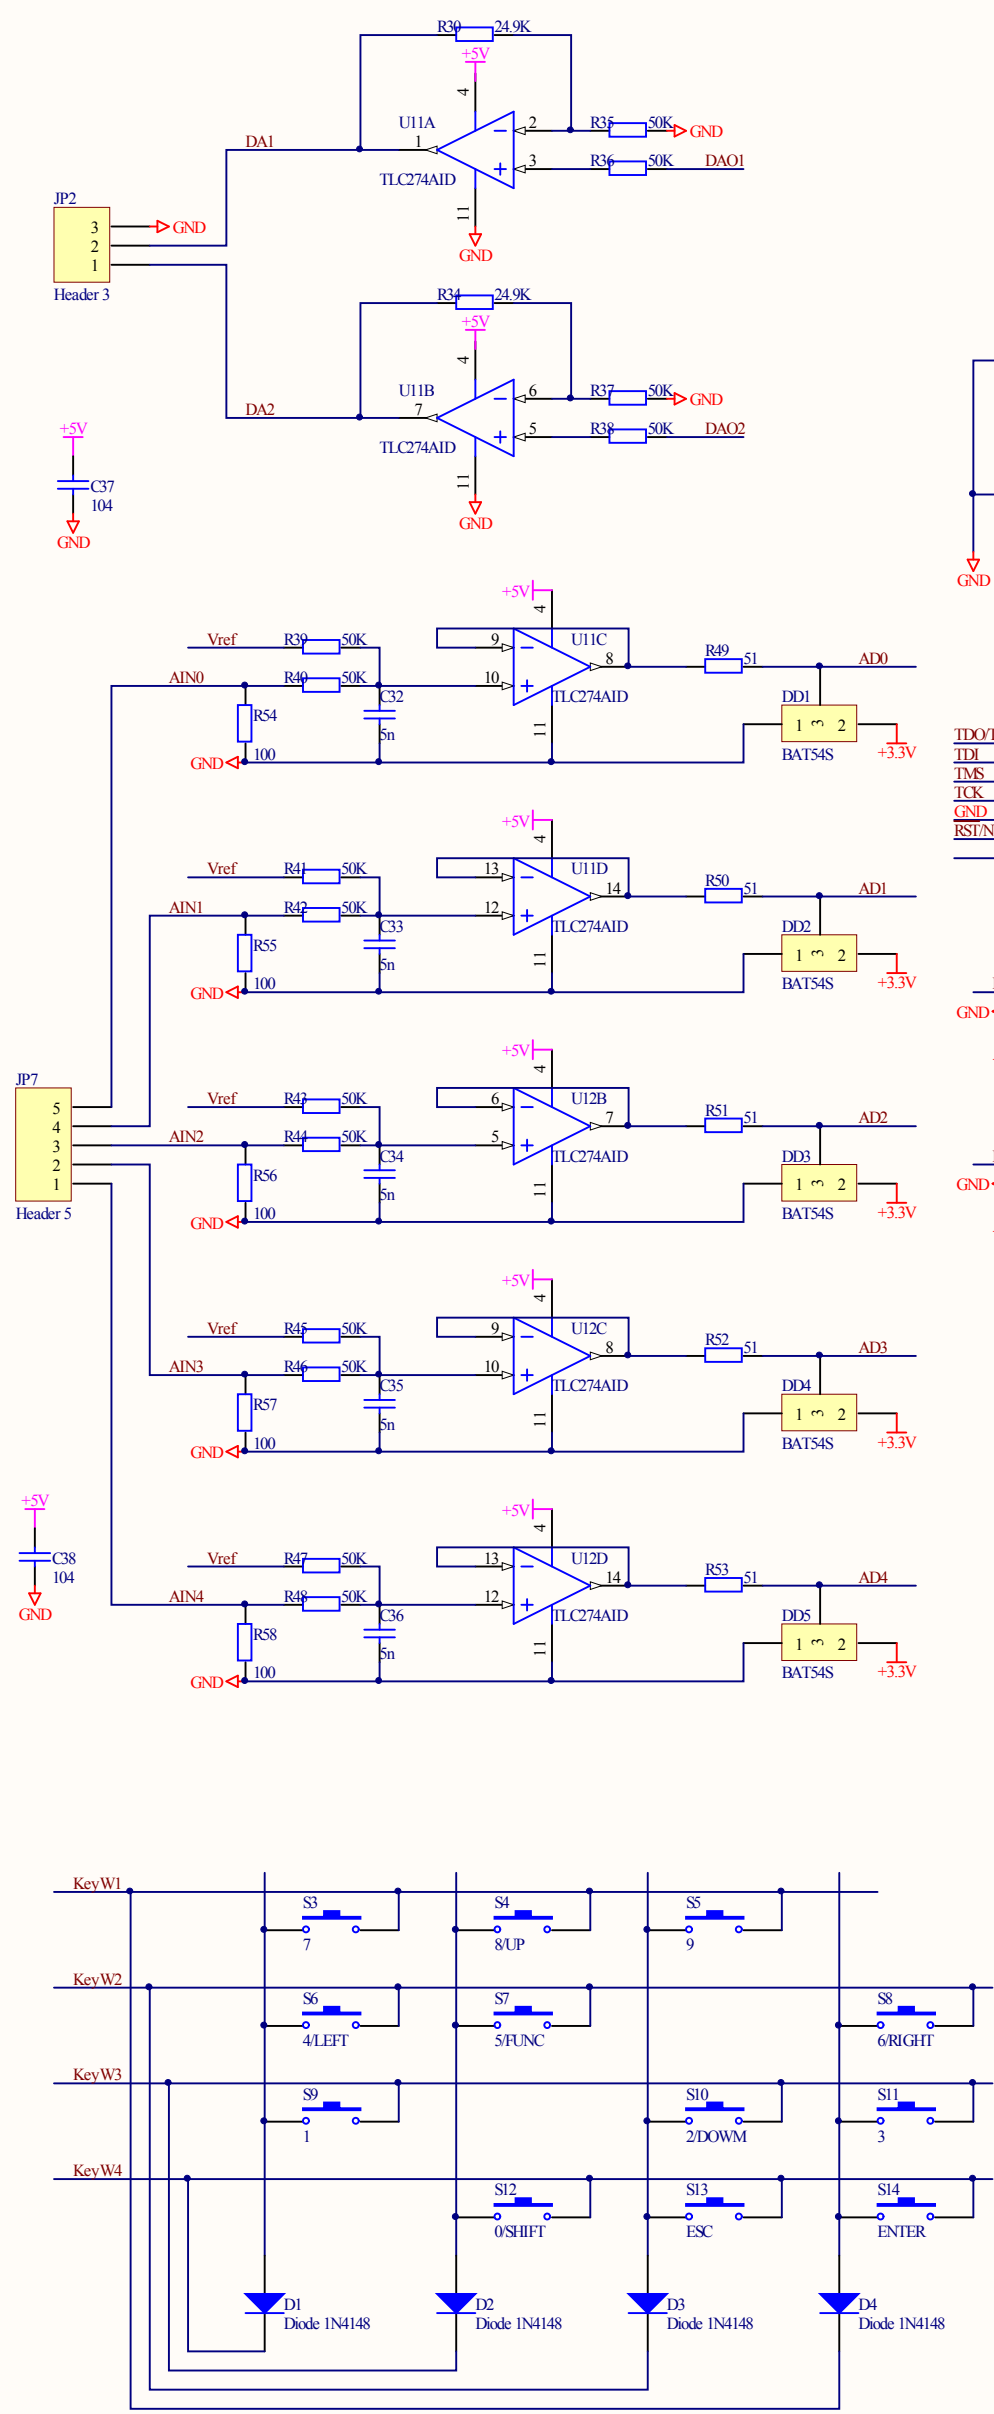 R30 24.9K
+5V
4
U11A
2
R35 50K
GND
DA1
1
3
R36 50K
DAO1
TLC274AID
11
GND
JP2
3
GND
2
1
Header 3
R34 24.9K
+5V
4
U11B
6
R37 50K
GND
DA2
7
5
R38 50K
DAO2
TLC274AID
11
GND
+5V
C37
104
GND
GND
+5V
4
Vref
R39 50K
9
U11C
8
R49
51
AD0
AIN0
R40 50K
10
C32
TLC274AID
R54
5n
11
100
GND
DD1
1 3 2
BAT54S
+3.3V
TDI
TMS
TCK
GND
+5V
4
Vref
R41 50K
13
U11D
14
R50
51
AD1
AIN1
R42 50K
12
C33
TLC274AID
R55
5n
11
100
GND
DD2
1 3 2
BAT54S
+3.3V
GND
+5V
4
JP7
5
4
3
2
1
Header 5
Vref
R43 50K
6
U12B
7
R51
51
AD2
AIN2
R44 50K
5
C34
TLC274AID
R56
5n
11
100
GND
DD3
1 3 2
BAT54S
+3.3V
GND
+5V
4
Vref
R45 50K
9
U12C
8
R52
51
AD3
AIN3
R46 50K
10
C35
TLC274AID
R57
5n
11
100
GND
DD4
1 3 2
BAT54S
+3.3V
+5V
C38
104
GND
+5V
4
Vref
R47 50K
13
U12D
14
R53
51
AD4
AIN4
R48 50K
12
C36
TLC274AID
R58
5n
11
100
GND
DD5
1 3 2
BAT54S
+3.3V
KeyW1
S3
7
S4
8/UP
S5
9
KeyW2
S6
4/LEFT
S7
5/FUNC
S8
6/RIGHT
KeyW3
S9
1
S10
2/DOWM
S11
3
KeyW4
S12
0/SHIFT
S13
ESC
S14
ENTER
D1
Diode 1N4148
D2
Diode 1N4148
D3
Diode 1N4148
D4
Diode 1N4148